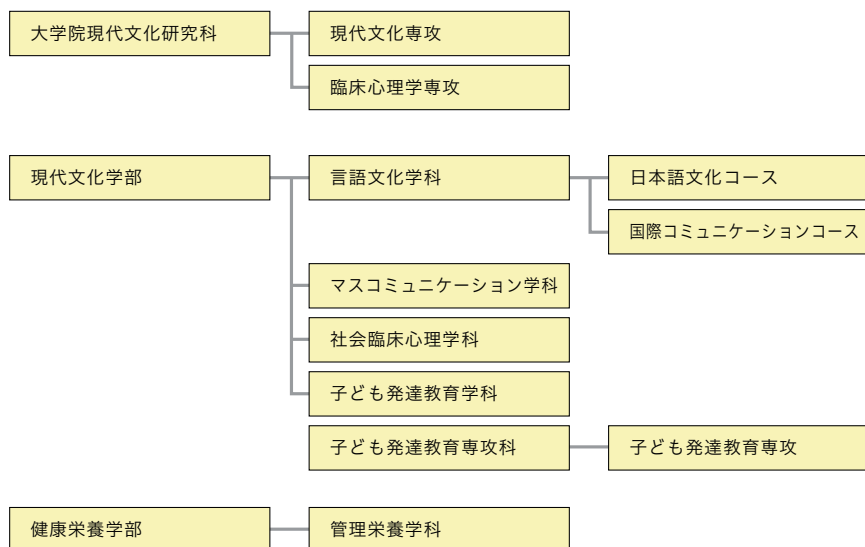 大学院現代文化研究科
現代文化専攻
臨床心理学専攻
現代文化学部
言語文化学科
日本語文化コース
国際コミュニケーションコース
マスコミュニケーション学科
社会臨床心理学科
子ども発達教育学科
子ども発達教育専攻科
子ども発達教育専攻
健康栄養学部
管理栄養学科